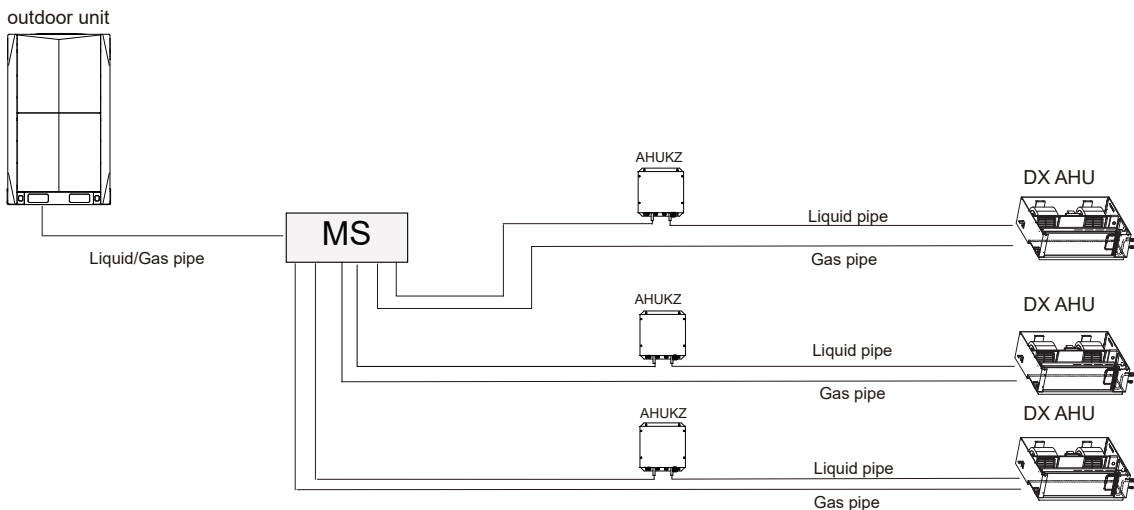 outdoor unit
AHUKZ
DX AHU
Liquid pipe
MS
Liquid/Gas pipe
Gas pipe
AHUKZ
DX AHU
Liquid pipe
Gas pipe
AHUKZ
DX AHU
Liquid pipe
Gas pipe